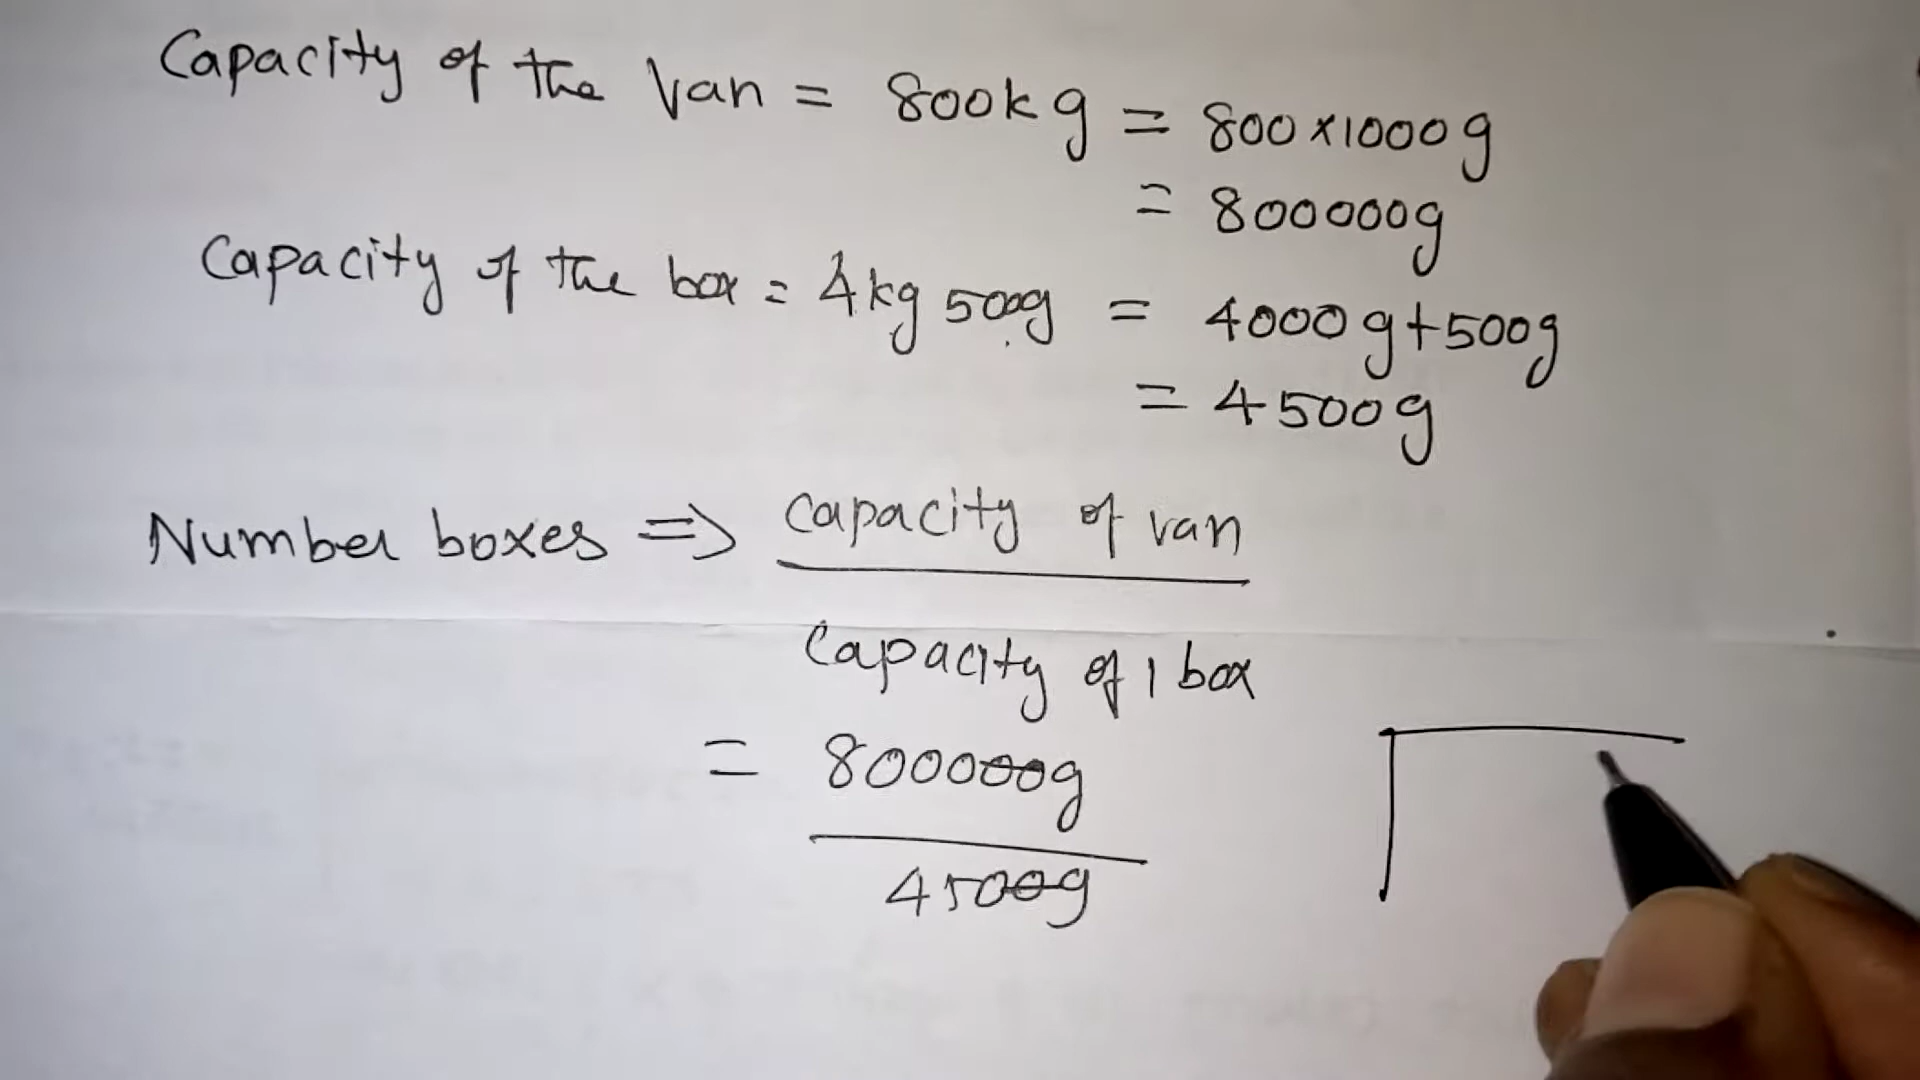 Capacity of the Van = 800kg = 800×1000g
= 800000g
Capacity of the box = 4kg 500g = 4000g+500g
= 4500g
Number boxes => capacity of van
Capacity of 1 box
= 800000g
4500g